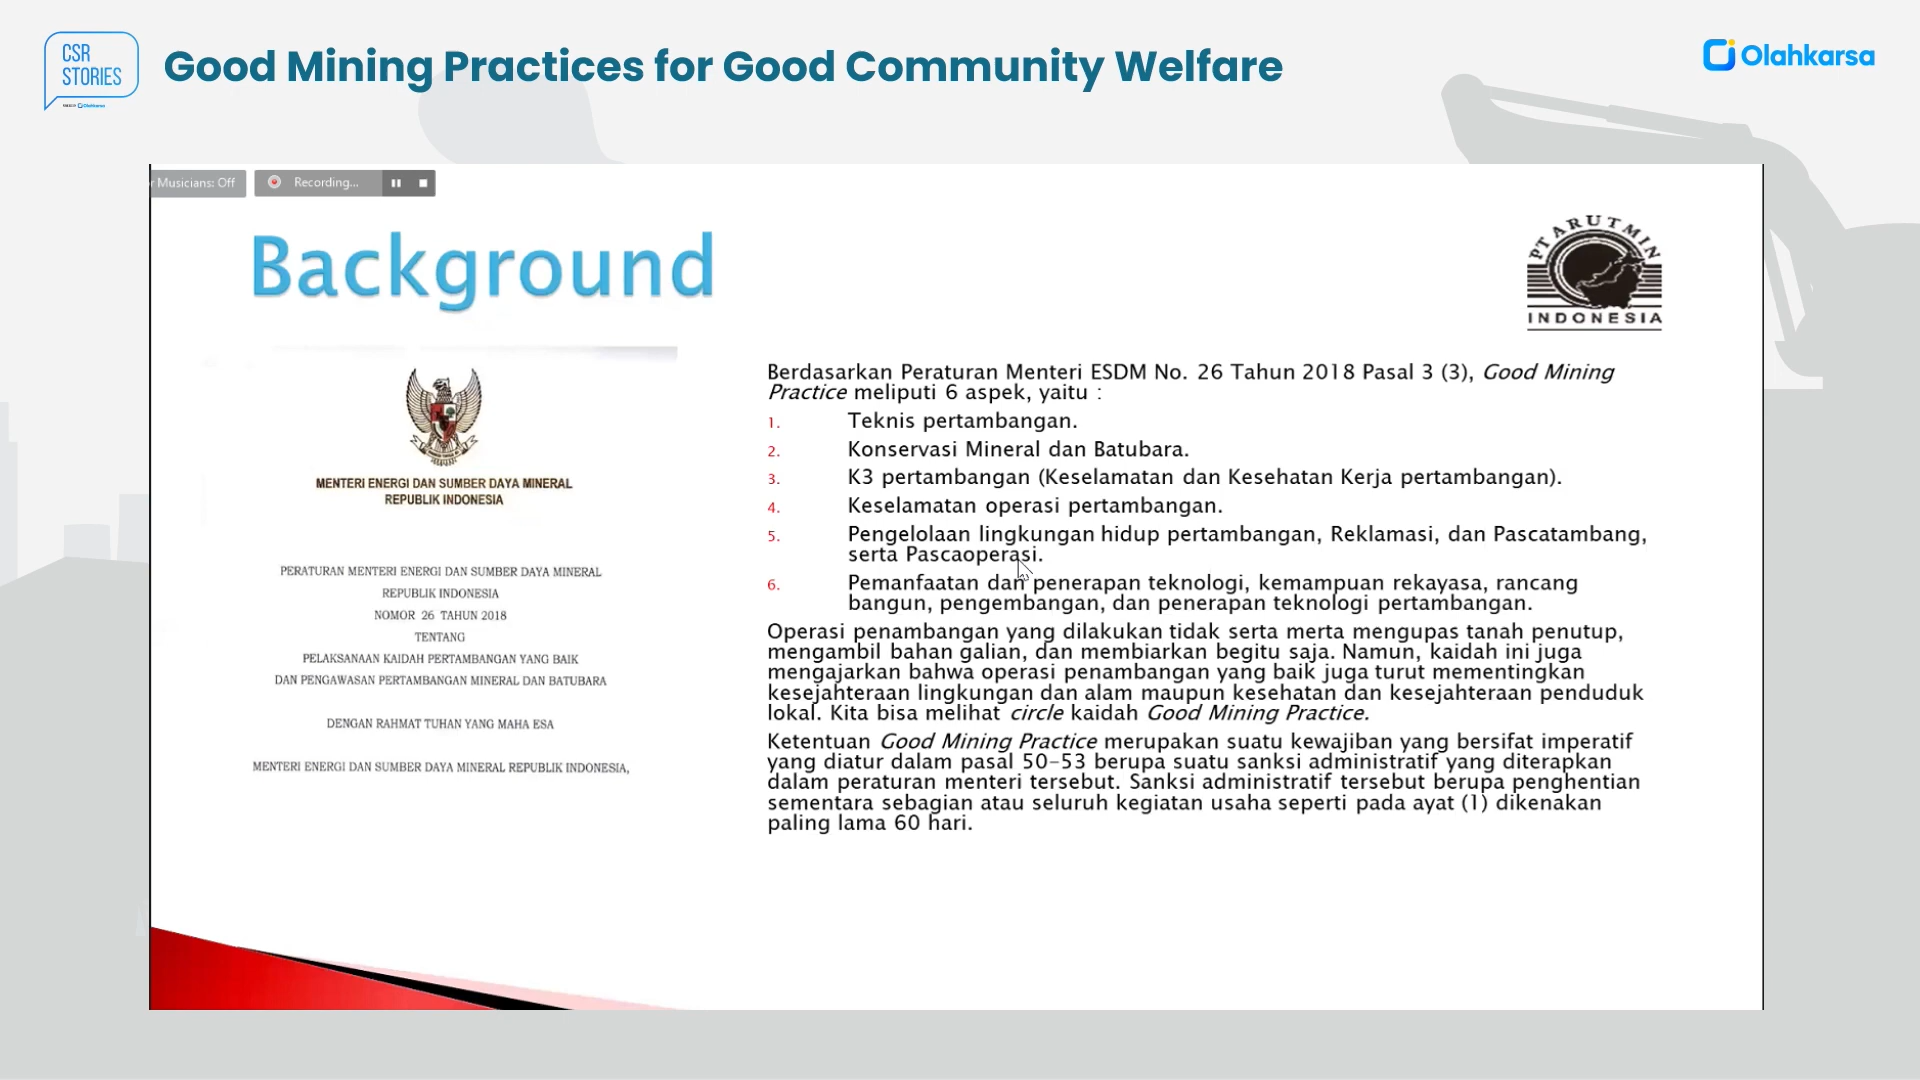 CSR
STORIES
Good Mining Practices for Good Community Welfare
Olahkarsa
r Musicians: Off
Recording...
Background
PT ARUTMIN
INDONESIA
MENTERI ENERGI DAN SUMBER DAYA MINERAL
REPUBLIK INDONESIA
PERATURAN MENTERI ENERGI DAN SUMBER DAYA MINERAL
REPUBLIK INDONESIA
NOMOR 26 TAHUN 2018
TENTANG
PELAKSANAAN KAIDAH PERTAMBANGAN YANG BAIK
DAN PENGAWASAN PERTAMBANGAN MINERAL DAN BATUBARA
DENGAN RAHMAT TUHAN YANG MAHA ESA
MENTERI ENERGI DAN SUMBER DAYA MINERAL REPUBLIK INDONESIA,
Berdasarkan Peraturan Menteri ESDM No. 26 Tahun 2018 Pasal 3 (3), Good Mining
Practice meliputi 6 aspek, yaitu :
1. Teknis pertambangan.
2. Konservasi Mineral dan Batubara.
3. K3 pertambangan (Keselamatan dan Kesehatan Kerja pertambangan).
4. Keselamatan operasi pertambangan.
5. Pengelolaan lingkungan hidup pertambangan, Reklamasi, dan Pascatambang,
serta Pascaoperasi.
6. Pemanfaatan dan penerapan teknologi, kemampuan rekayasa, rancang
bangun, pengembangan, dan penerapan teknologi pertambangan.
Operasi penambangan yang dilakukan tidak serta merta mengupas tanah penutup,
mengambil bahan galian, dan membiarkan begitu saja. Namun, kaidah ini juga
mengajarkan bahwa operasi penambangan yang baik juga turut mementingkan
kesejahteraan lingkungan dan alam maupun kesehatan dan kesejahteraan penduduk
lokal. Kita bisa melihat circle kaidah Good Mining Practice.
Ketentuan Good Mining Practice merupakan suatu kewajiban yang bersifat imperatif
yang diatur dalam pasal 50-53 berupa suatu sanksi administratif yang diterapkan
dalam peraturan menteri tersebut. Sanksi administratif tersebut berupa penghentian
sementara sebagian atau seluruh kegiatan usaha seperti pada ayat (1) dikenakan
paling lama 60 hari.